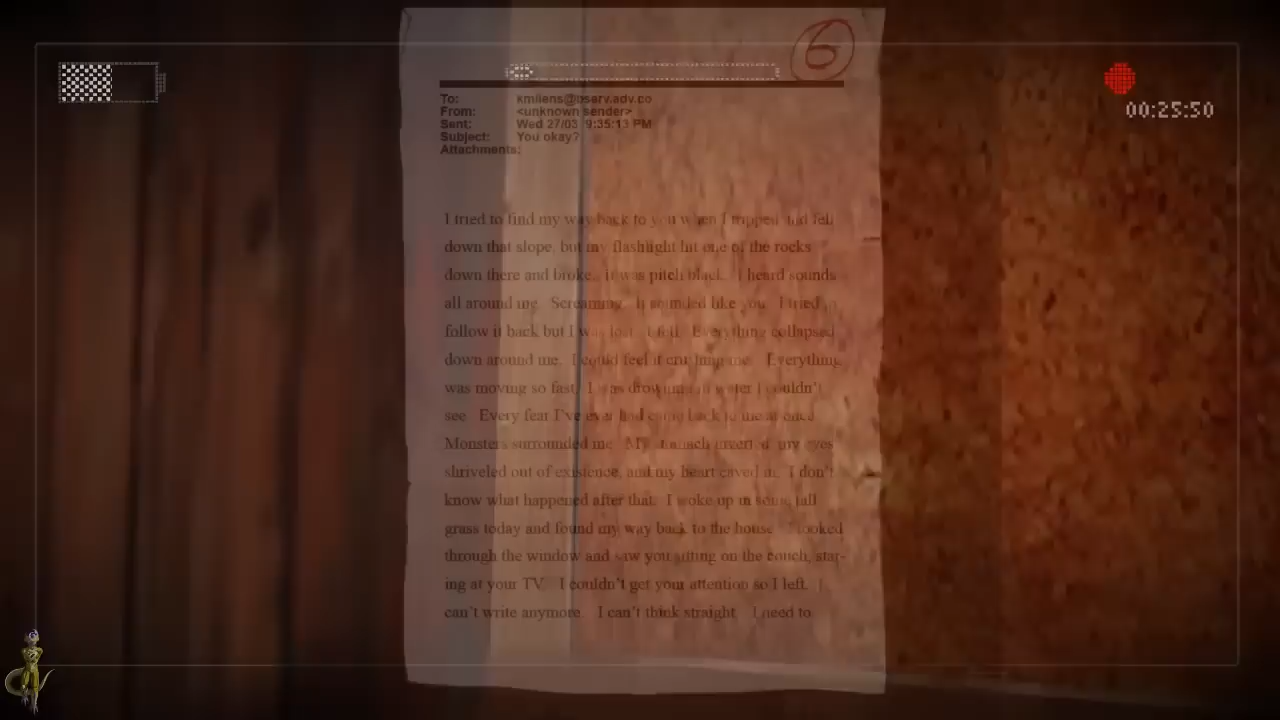 6
00:25:50
To: kmilens@pserv.adv.co
From: <unknown sender>
Sent: Wed 27/03 9:35:13 PM
Subject: You okay?
Attachments:
I tried to find my way back to you when I tripped and fell
down that slope, but my flashlight hit one of the rocks
down there and broke.. it was pitch black. I heard sounds
all around me. Screaming. It sounded like you. I tried to
follow it back but I was lost. I fell. Everything collapsed
down around me. I could feel it crushing me. Everything
was moving so fast. I was drowning in water I couldn't
see. Every fear I've ever had came back to me at once.
Monsters surrounded me. My stomach inverted, my eyes
shriveled out of existence, and my heart caved in. I don't
know what happened after that. I woke up in some tall
grass today and found my way back to the house. I looked
through the window and saw you sitting on the couch, star-
ing at your TV. I couldn't get your attention so I left. I
can't write anymore. I can't think straight. I need to